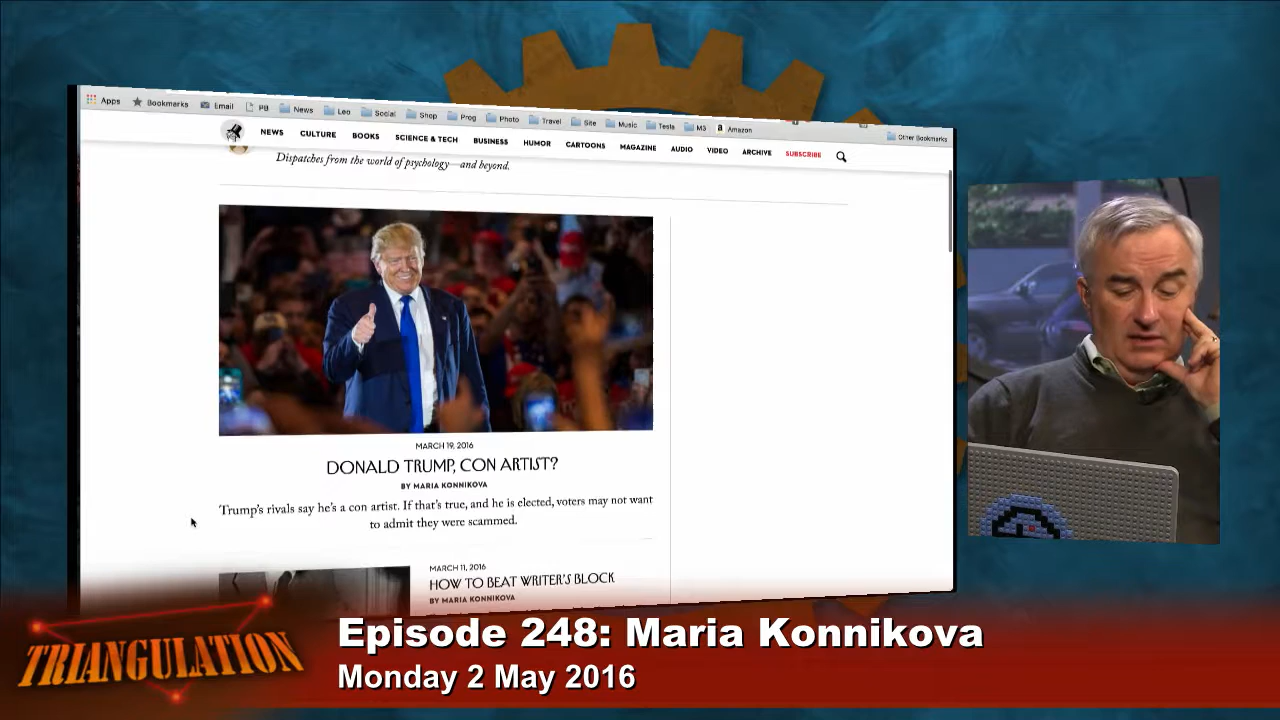 Apps Bookmarks Email PB News Leo Social Shop Prog Photo Travel Site Music Tesla M3 Amazon Other Bookmarks
NEWS CULTURE BOOKS SCIENCE & TECH BUSINESS HUMOR CARTOONS MAGAZINE AUDIO VIDEO ARCHIVE SUBSCRIBE
Dispatches from the world of psychology—and beyond.
MARCH 19, 2016
DONALD TRUMP, CON ARTIST?
BY MARIA KONNIKOVA
Trump's rivals say he's a con artist. If that's true, and he is elected, voters may not want
to admit they were scammed.
MARCH 11, 2016
HOW TO BEAT WRITER'S BLOCK
BY MARIA KONNIKOVA
TRIANGULATION
Episode 248: Maria Konnikova
Monday 2 May 2016